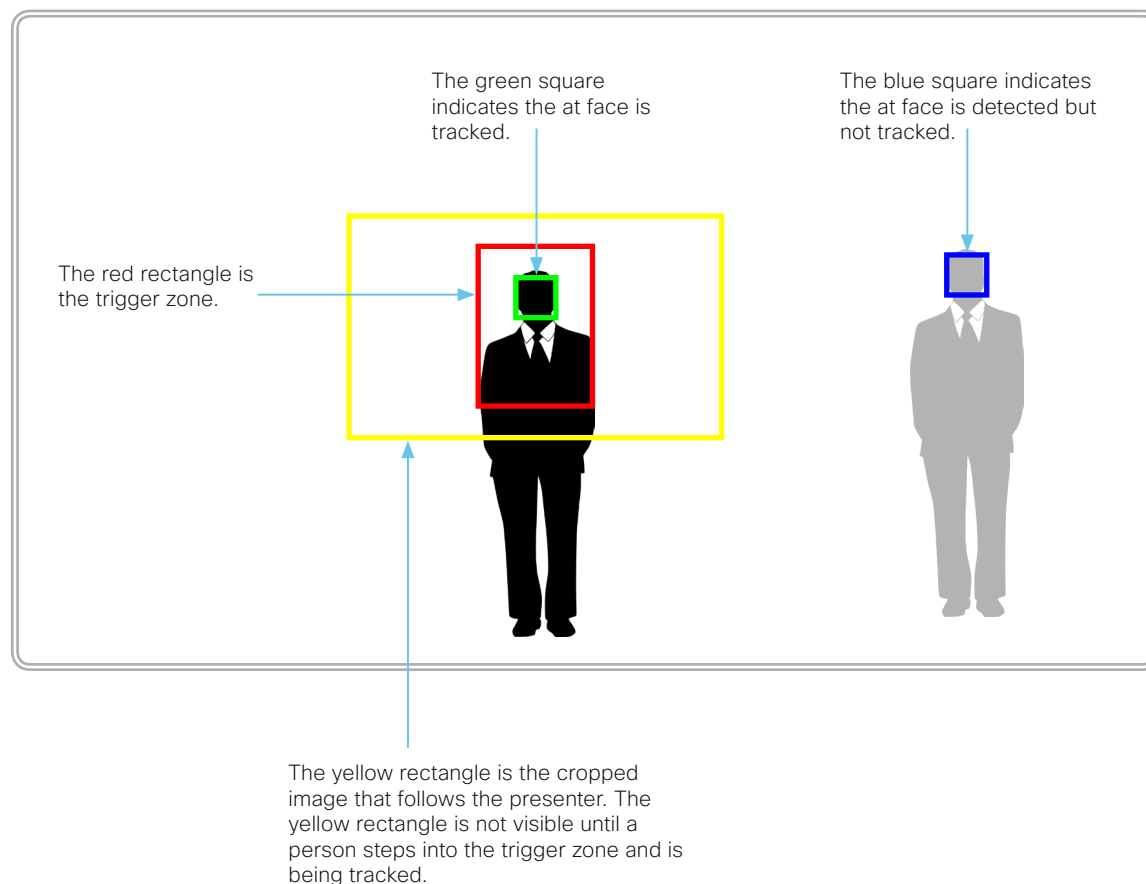 The green square
indicates the at face is
tracked.
The blue square indicates
the at face is detected but
not tracked.
The red rectangle is
the trigger zone.
The yellow rectangle is the cropped
image that follows the presenter. The
yellow rectangle is not visible until a
person steps into the trigger zone and is
being tracked.